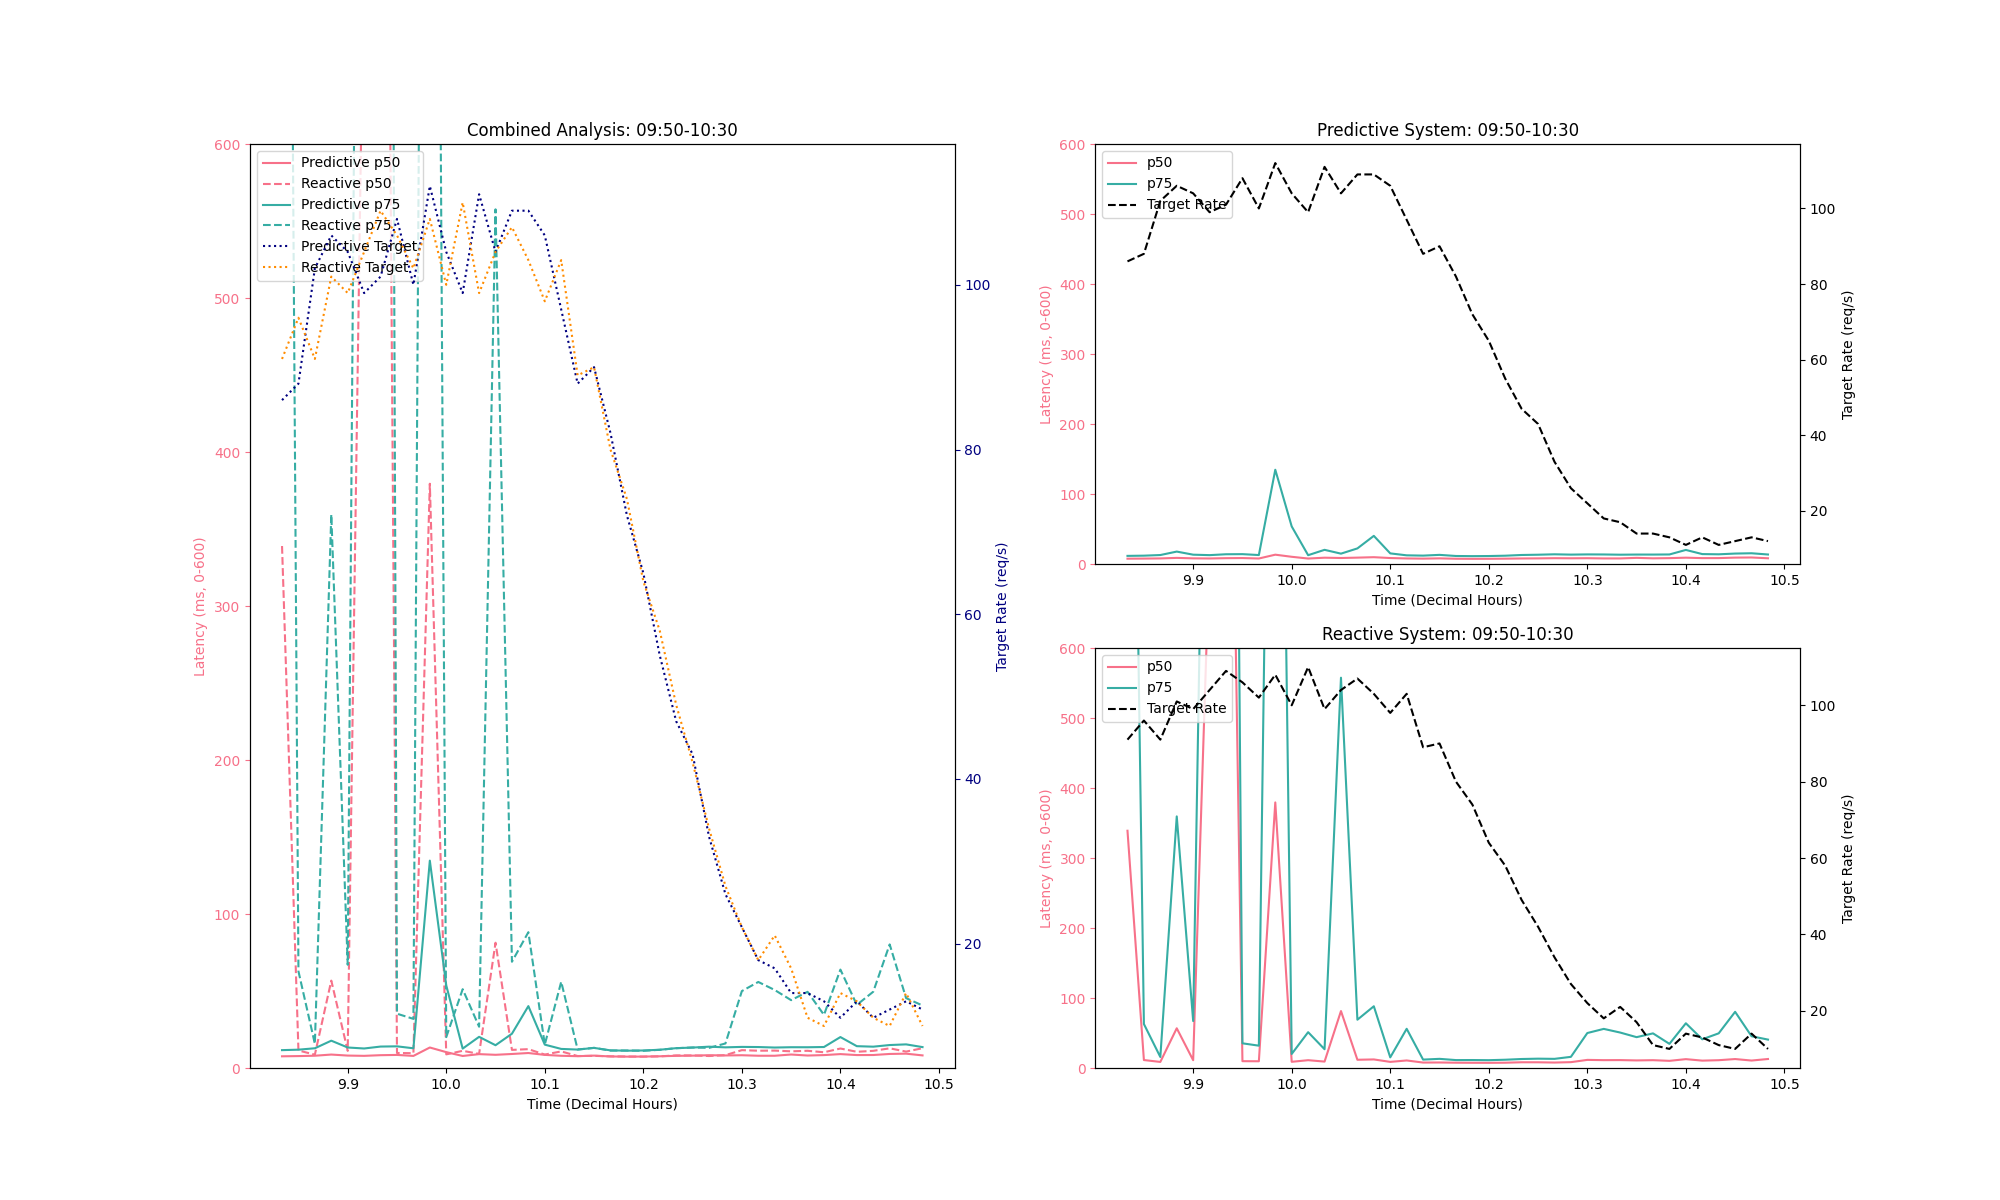 Combined Analysis: 09:50-10:30
600
500
400
300
200
100
0
Latency (ms, 0-600)
Predictive p50
Reactive p50
Predictive p75
Reactive p75
Predictive Target
Reactive Target
100
80
60
40
20
Target Rate (req/s)
9.9 10.0 10.1 10.2 10.3 10.4 10.5
Time (Decimal Hours)
Predictive System: 09:50-10:30
600
500
400
300
200
100
0
Latency (ms, 0-600)
p50
p75
Target Rate
100
80
60
40
20
Target Rate (req/s)
9.9 10.0 10.1 10.2 10.3 10.4 10.5
Time (Decimal Hours)
Reactive System: 09:50-10:30
600
500
400
300
200
100
0
Latency (ms, 0-600)
p50
p75
Target Rate
100
80
60
40
20
Target Rate (req/s)
9.9 10.0 10.1 10.2 10.3 10.4 10.5
Time (Decimal Hours)